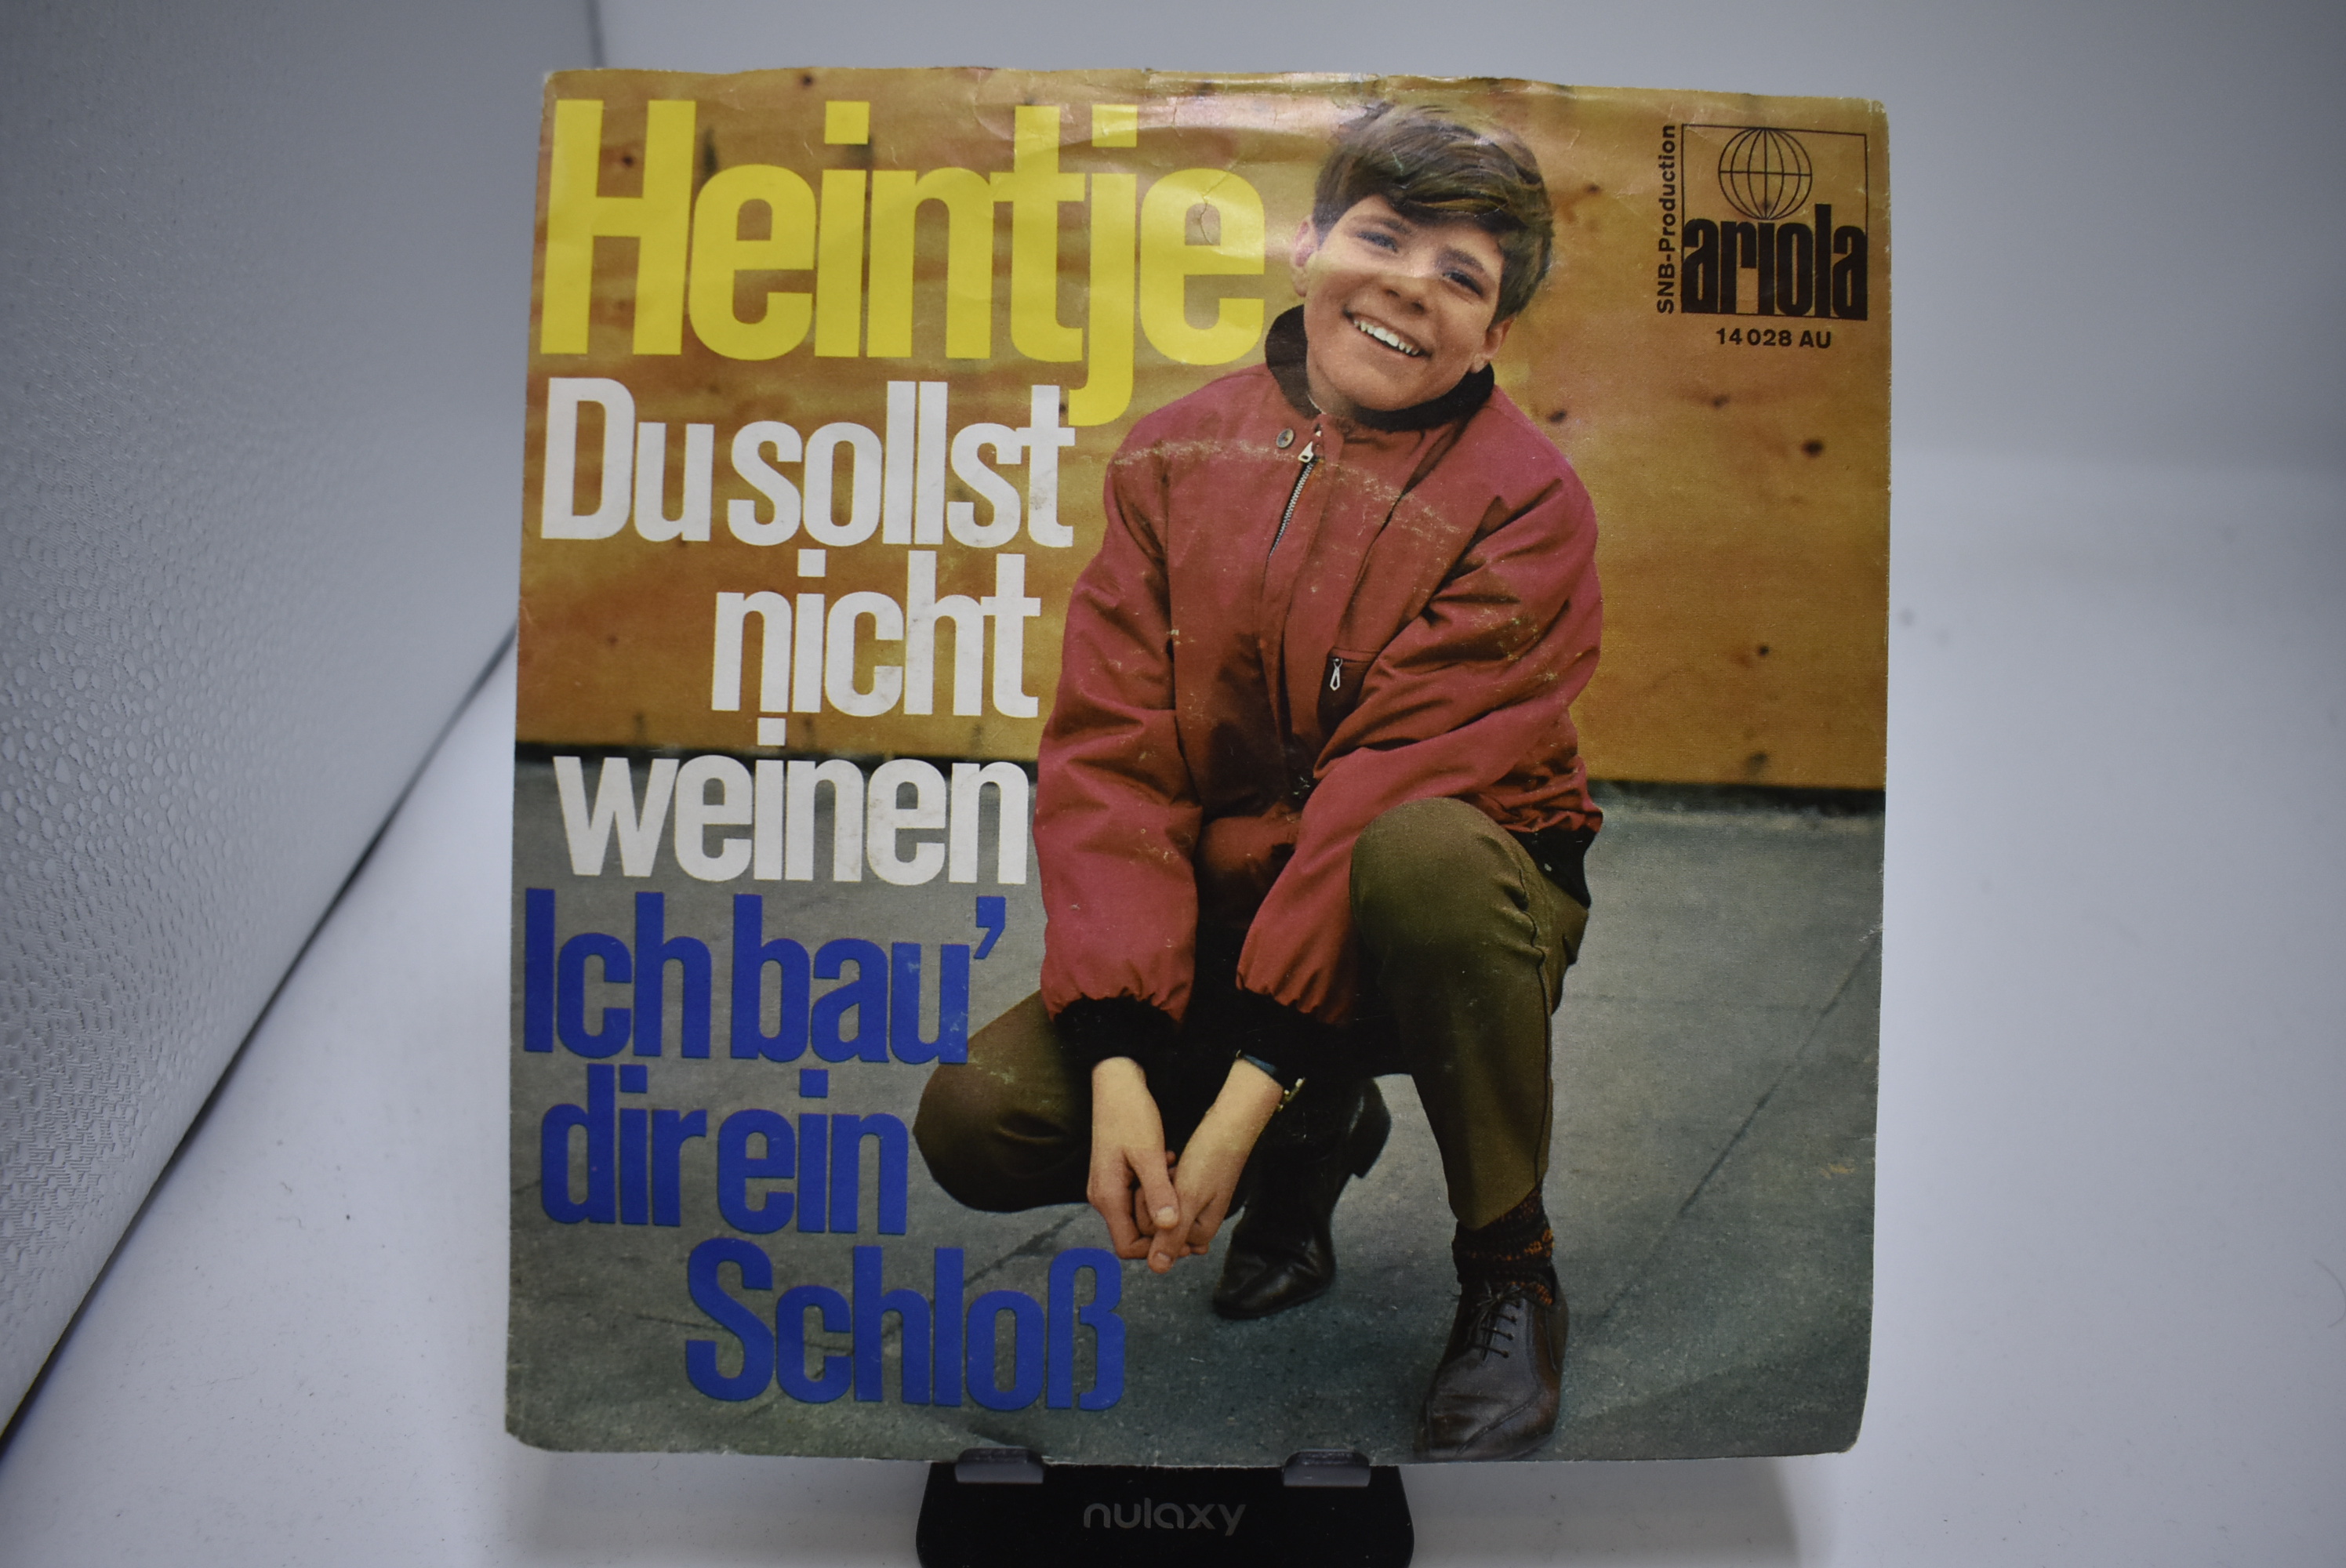 Heintje
Du sollst
nicht
weinen
Ich bau'
dir ein
Schloß
SNB-Production
ariola
14 028 AU
nulaxy